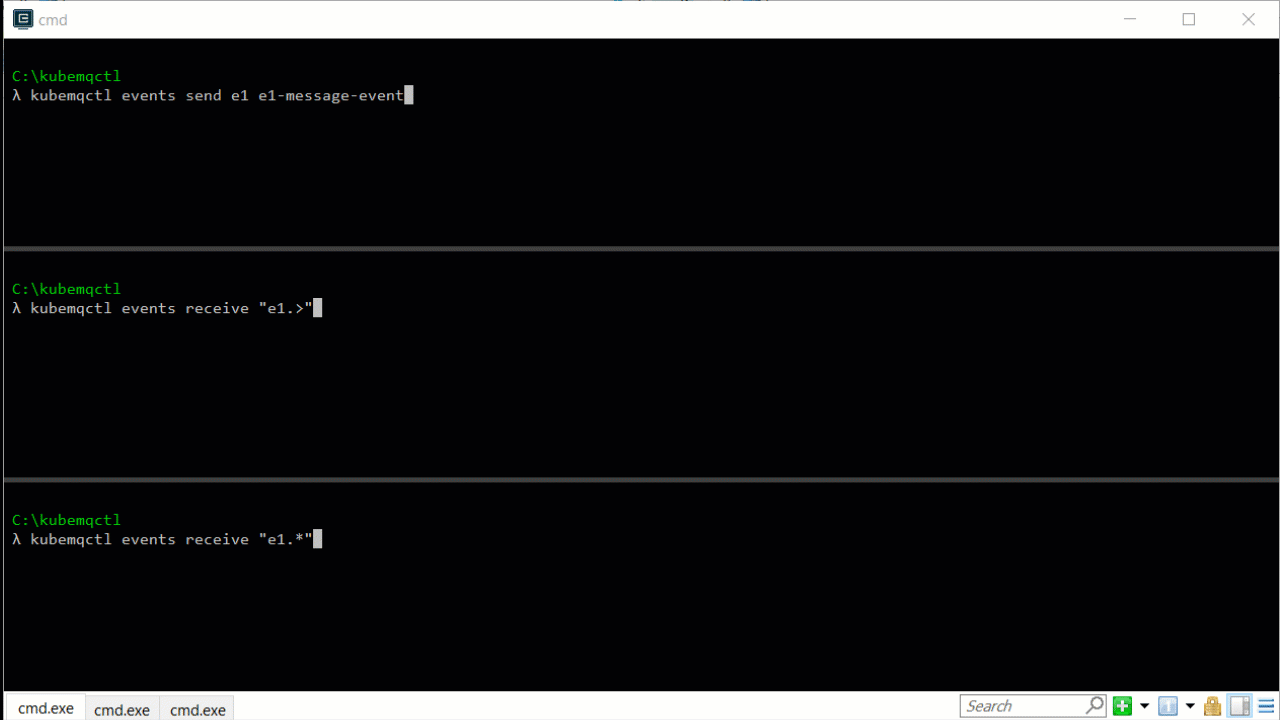 cmd
C:\kubemqctl
λ kubemqctl events send e1 e1-message-event
C:\kubemqctl
λ kubemqctl events receive "e1.>"
C:\kubemqctl
λ kubemqctl events receive "e1.*"
cmd.exe cmd.exe cmd.exe Search